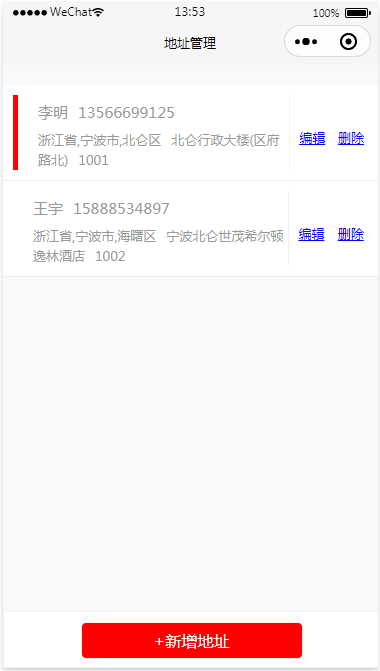 WeChat 13:53 100%
地址管理
李明 13566699125
浙江省,宁波市,北仑区 北仑行政大楼(区府
路北) 1001
编辑 删除
王宇 15888534897
浙江省,宁波市,海曙区 宁波北仑世茂希尔顿
逸林酒店 1002
编辑 删除
+新增地址